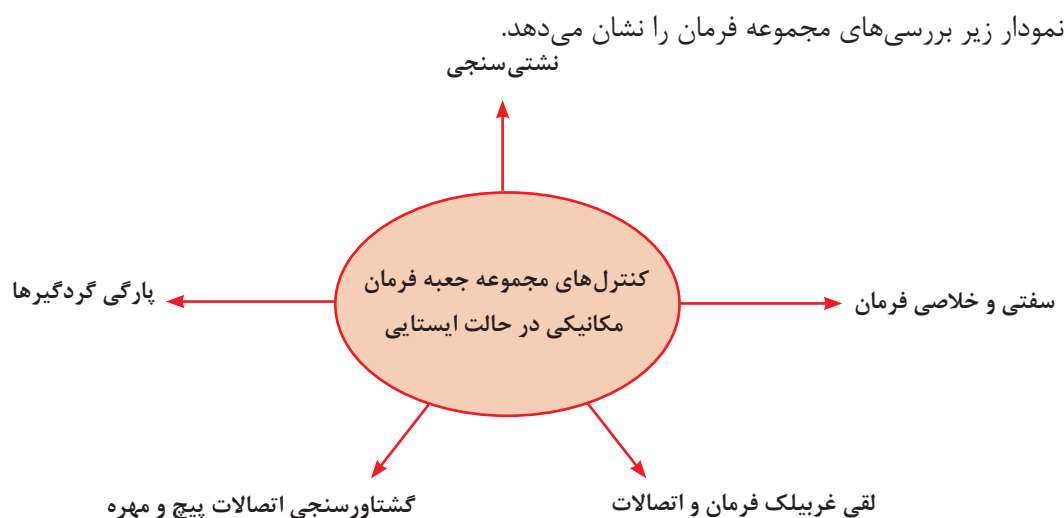 نمودار زیر بررسی‌های مجموعه فرمان را نشان می‌دهد.
نشتی‌سنجی
کنترل‌های مجموعه جعبه فرمان
مکانیکی در حالت ایستایی
سفتی و خلاصی فرمان
پارگی گردگیرها
لقی غربیلک فرمان و اتصالات
گشتاورسنجی اتصالات پیچ و مهره